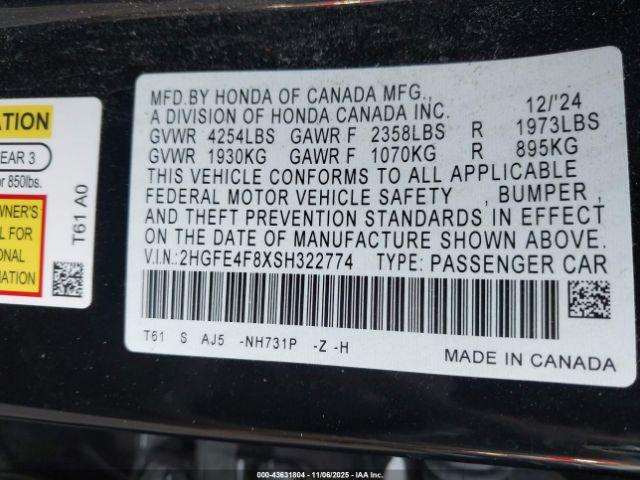 MFD.BY HONDA OF CANADA MFG., 12/'24
A DIVISION OF HONDA CANADA INC.
GVWR 4254LBS GAWR F 2358LBS R 1973LBS
GVWR 1930KG GAWR F 1070KG R 895KG
THIS VEHICLE CONFORMS TO ALL APPLICABLE
FEDERAL MOTOR VEHICLE SAFETY , BUMPER ,
AND THEFT PREVENTION STANDARDS IN EFFECT
ON THE DATE OF MANUFACTURE SHOWN ABOVE.
V.I.N.:2HGFE4F8XSH322774 TYPE: PASSENGER CAR
T61 S AJ5 -NH731P -Z -H
MADE IN CANADA
ATION
EAR 3
or 850lbs.
WNER'S
L FOR
ONAL
MATION
T61 A0
00-43631804 - 11/06/2025 - IAA Inc.